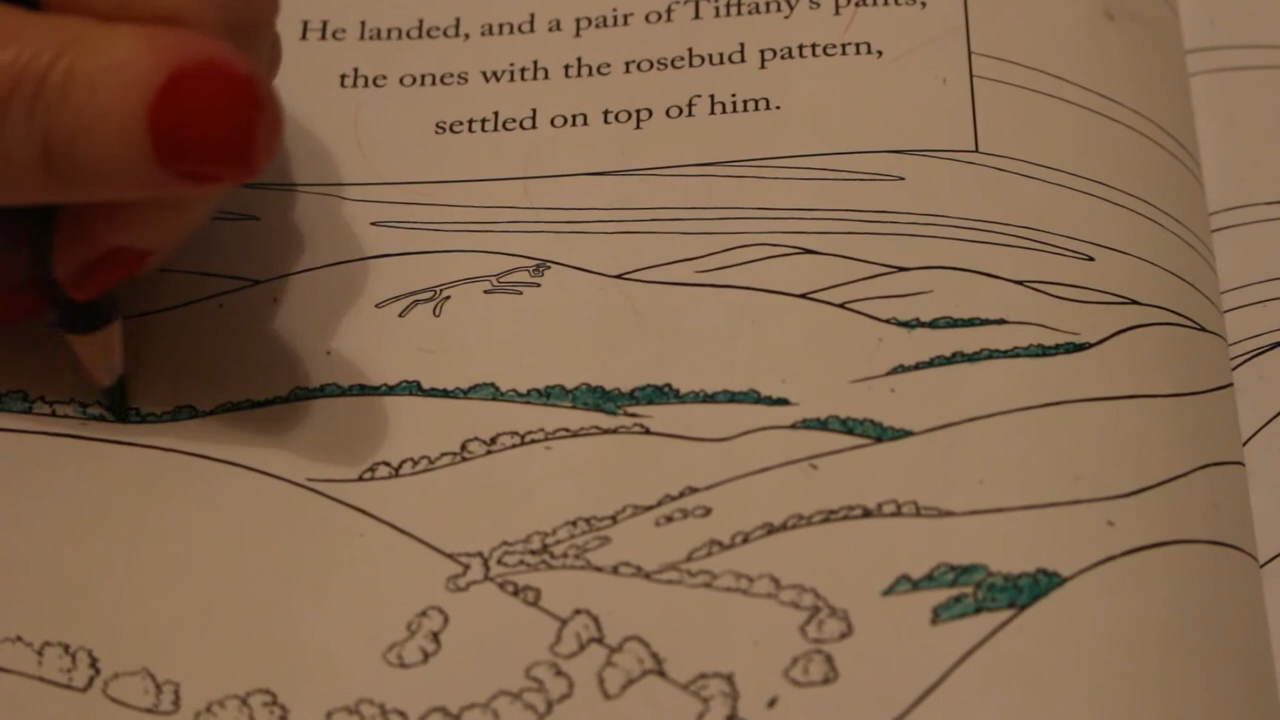 He landed, and a pair of Tiffany's pants,
the ones with the rosebud pattern,
settled on top of him.